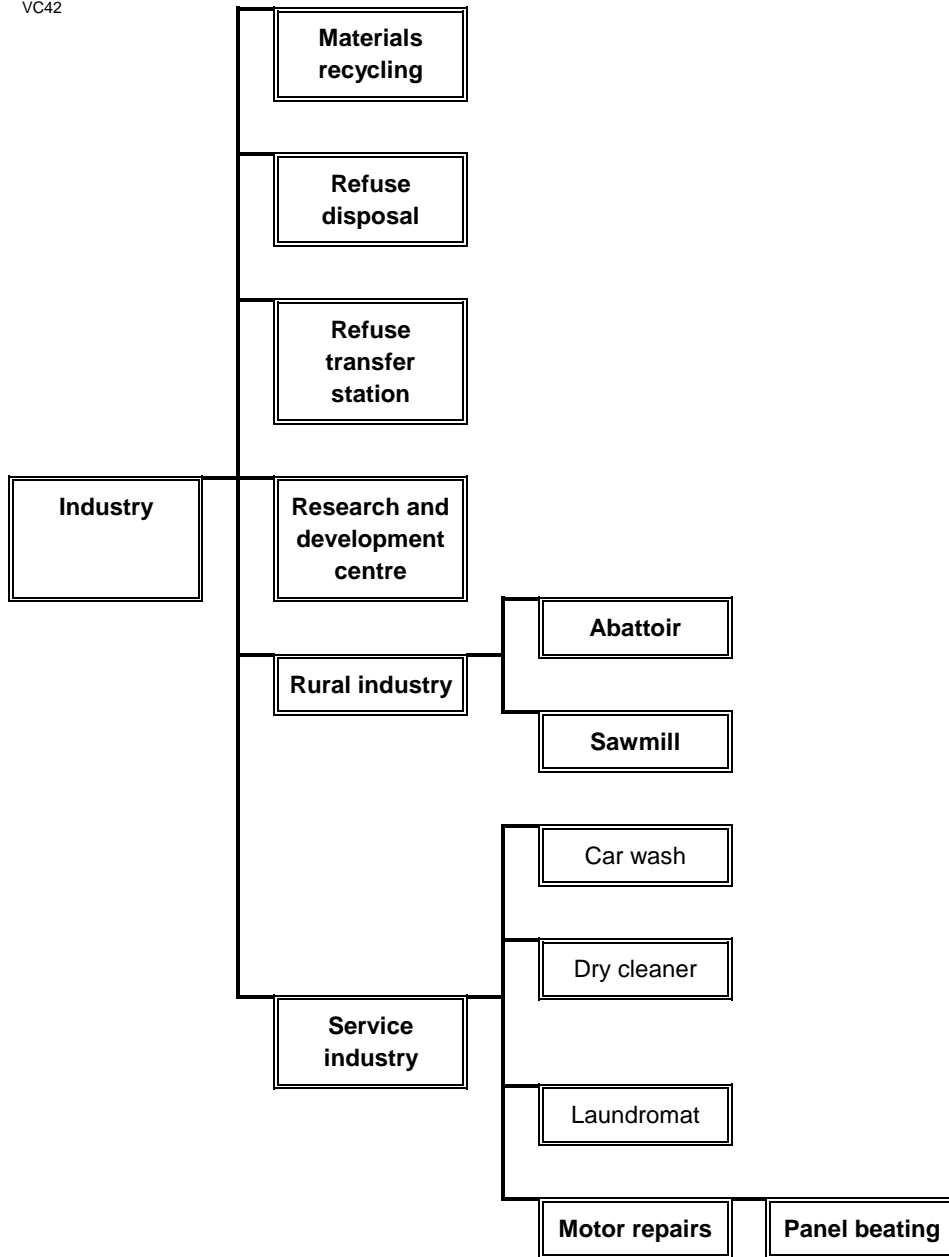 VC42
Materials
recycling
Refuse
disposal
Refuse
transfer
station
Industry
Research and
development
centre
Rural industry
Abattoir
Sawmill
Service
industry
Car wash
Dry cleaner
Laundromat
Motor repairs
Panel beating